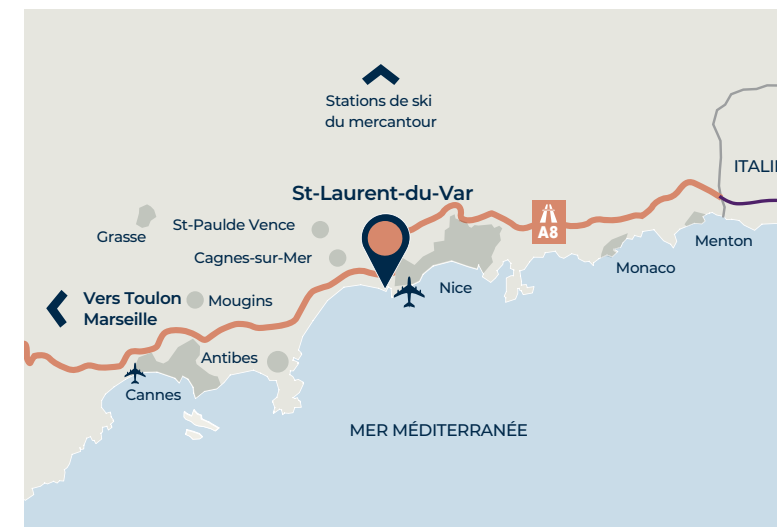 Stations de ski
du mercantour
ITALI
St-Laurent-du-Var
St-Paulde Vence
A8
Grasse
Menton
Cagnes-sur-Mer
Monaco
Nice
Vers Toulon
Marseille
Mougins
Antibes
Cannes
MER MÉDITERRANÉE